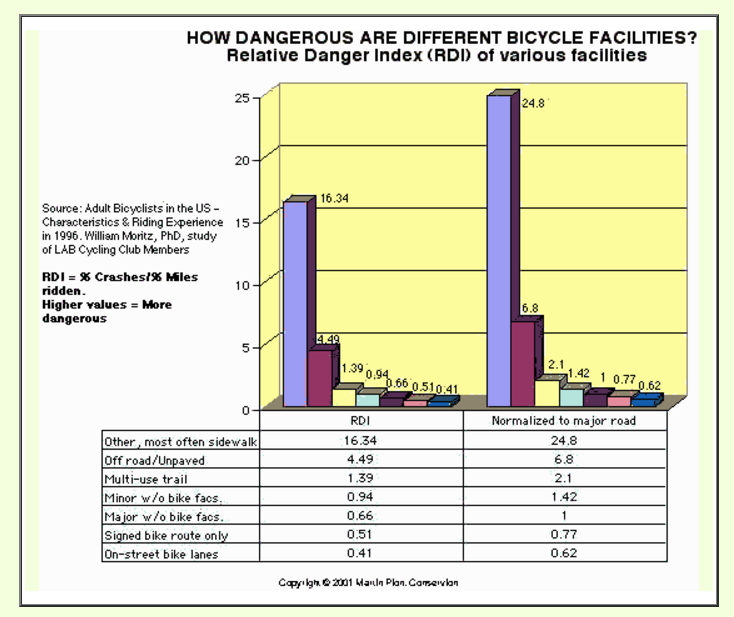 HOW DANGEROUS ARE DIFFERENT BICYCLE FACILITIES?
Relative Danger Index (RDI) of various facilities
25
20
15
10
5
0
16.34
4.49
1.39
0.94
0.66
0.51
0.41
24.8
6.8
2.1
1.42
1
0.77
0.62
Source: Adult Bicyclists in the US –
Characteristics & Riding Experience
in 1996. William Moritz, PhD, study
of LAB Cycling Club Members
RDI = % Crashes/% Miles
ridden.
Higher values = More
dangerous
RDI Normalized to major road
Other, most often sidewalk 16.34 24.8
Off road/Unpaved 4.49 6.8
Multi-use trail 1.39 2.1
Minor w/o bike facs. 0.94 1.42
Major w/o bike facs. 0.66 1
Signed bike route only 0.51 0.77
On-street bike lanes 0.41 0.62
Copyright © 2001